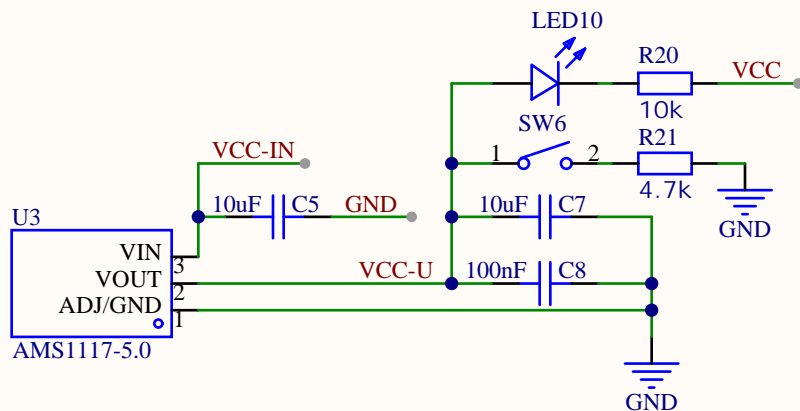 LED10
R20
VCC
10k
SW6
R21
1
2
4.7k
GND
VCC-IN
10uF C5 GND
10uF C7
U3
VIN
3
VOUT
2
VCC-U
100nF C8
ADJ/GND
1
AMS1117-5.0
GND